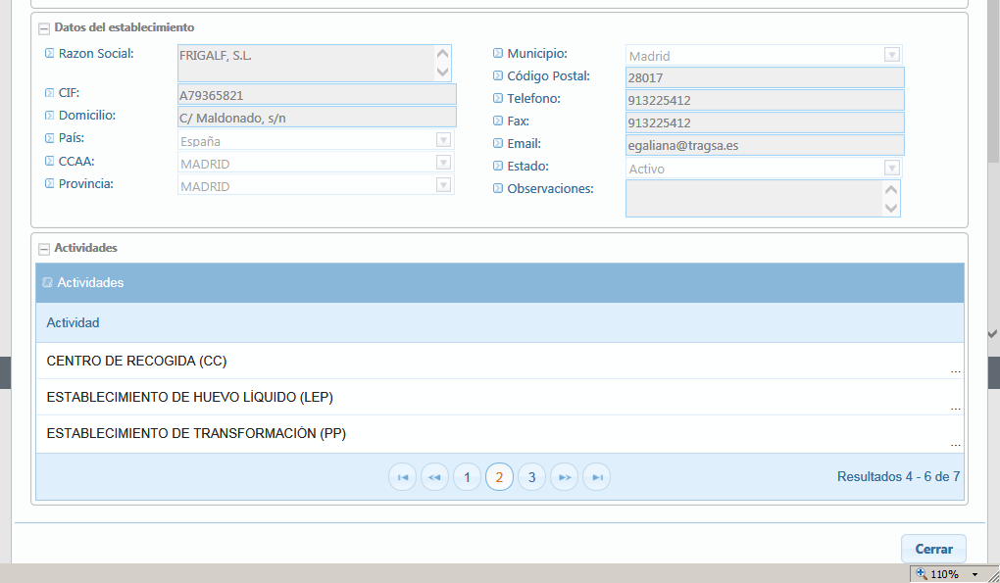 Datos del establecimiento
Razon Social: FRIGALF, S.L.
CIF: A79365821
Domicilio: C/ Maldonado, s/n
País: España
CCAA: MADRID
Provincia: MADRID
Municipio: Madrid
Código Postal: 28017
Telefono: 913225412
Fax: 913225412
Email: egaliana@tragsa.es
Estado: Activo
Observaciones:
Actividades
Actividades
Actividad
CENTRO DE RECOGIDA (CC) ...
ESTABLECIMIENTO DE HUEVO LÍQUIDO (LEP) ...
ESTABLECIMIENTO DE TRANSFORMACIÓN (PP) ...
1 2 3 Resultados 4 - 6 de 7
Cerrar
110%